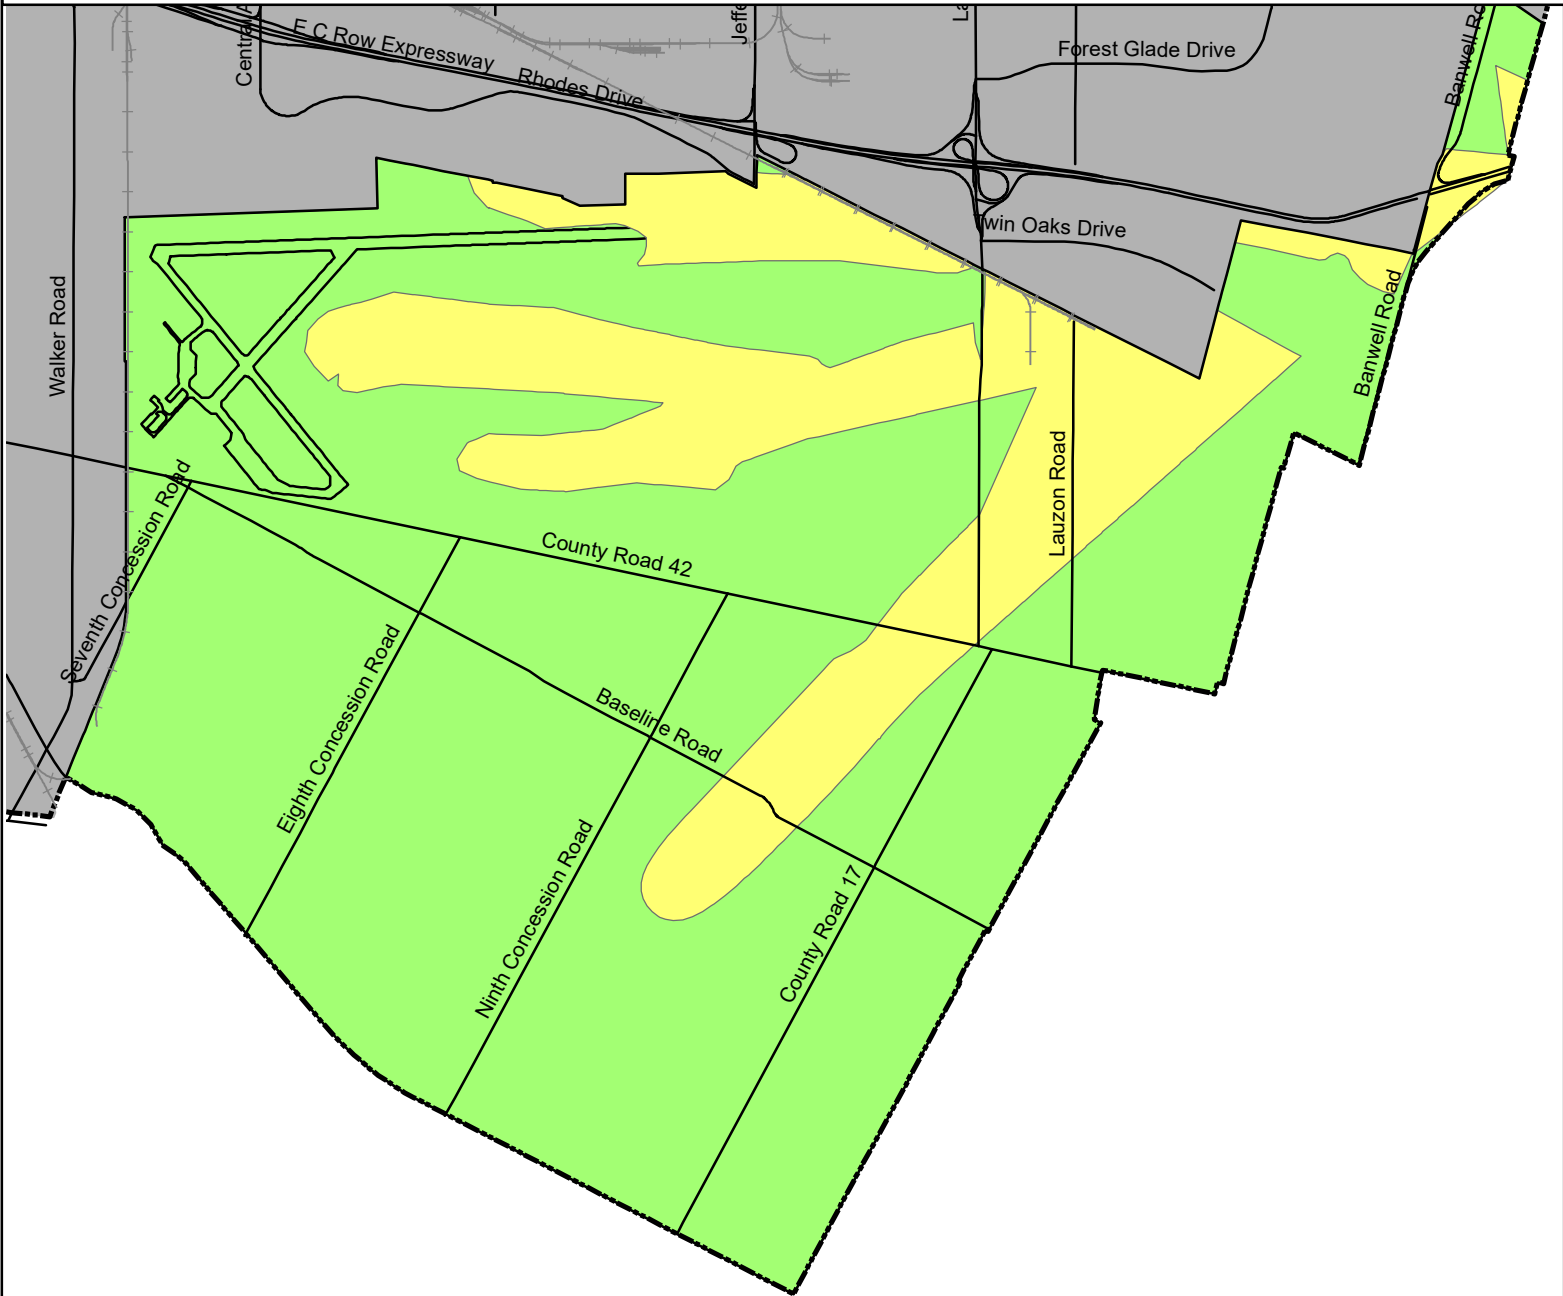 E C Row Expressway
Rhodes Drive
Forest Glade Drive
Twin Oaks Drive
Walker Road
Banwell Road
Seventh Concession Road
County Road 42
Lauzon Road
Eighth Concession Road
Baseline Road
Ninth Concession Road
County Road 17